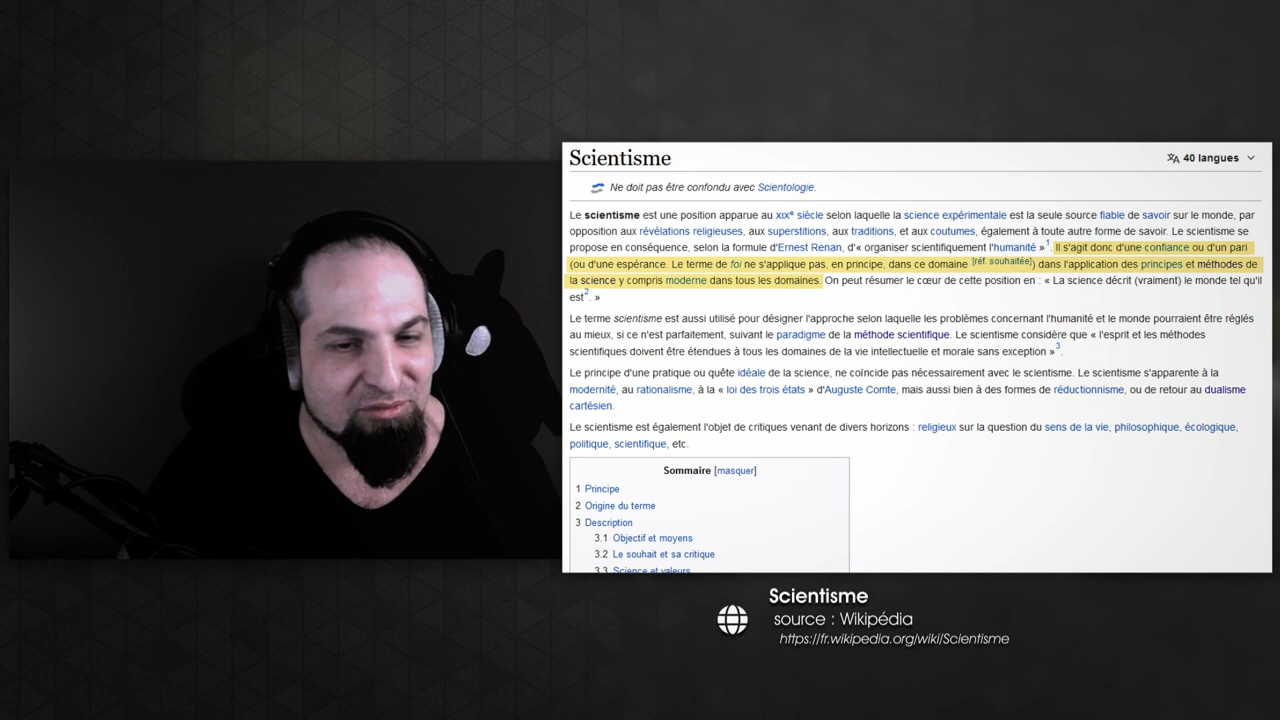 Scientisme
40 langues
Ne doit pas être confondu avec Scientologie.
Le scientisme est une position apparue au XIXe siècle selon laquelle la science expérimentale est la seule source fiable de savoir sur le monde, par
opposition aux révélations religieuses, aux superstitions, aux traditions, et aux coutumes, également à toute autre forme de savoir. Le scientisme se
propose en conséquence, selon la formule d'Ernest Renan, d'« organiser scientifiquement l'humanité »1. Il s'agit donc d'une confiance ou d'un pari
(ou d'une espérance. Le terme de foi ne s'applique pas, en principe, dans ce domaine [réf. souhaitée]) dans l'application des principes et méthodes de
la science y compris moderne dans tous les domaines. On peut résumer le cœur de cette position en : « La science décrit (vraiment) le monde tel qu'il
est2. »
Le terme scientisme est aussi utilisé pour désigner l'approche selon laquelle les problèmes concernant l'humanité et le monde pourraient être réglés
au mieux, si ce n'est parfaitement, suivant le paradigme de la méthode scientifique. Le scientisme considère que « l'esprit et les méthodes
scientifiques doivent être étendues à tous les domaines de la vie intellectuelle et morale sans exception »3.
Le principe d'une pratique ou quête idéale de la science, ne coïncide pas nécessairement avec le scientisme. Le scientisme s'apparente à la
modernité, au rationalisme, à la « loi des trois états » d'Auguste Comte, mais aussi bien à des formes de réductionnisme, ou de retour au dualisme
cartésien.
Le scientisme est également l'objet de critiques venant de divers horizons : religieux sur la question du sens de la vie, philosophique, écologique,
politique, scientifique, etc.
Sommaire [masquer]
1 Principe
2 Origine du terme
3 Description
3.1 Objectif et moyens
3.2 Le souhait et sa critique
3.3 Science et valeurs
Scientisme
source : Wikipédia
https://fr.wikipedia.org/wiki/Scientisme